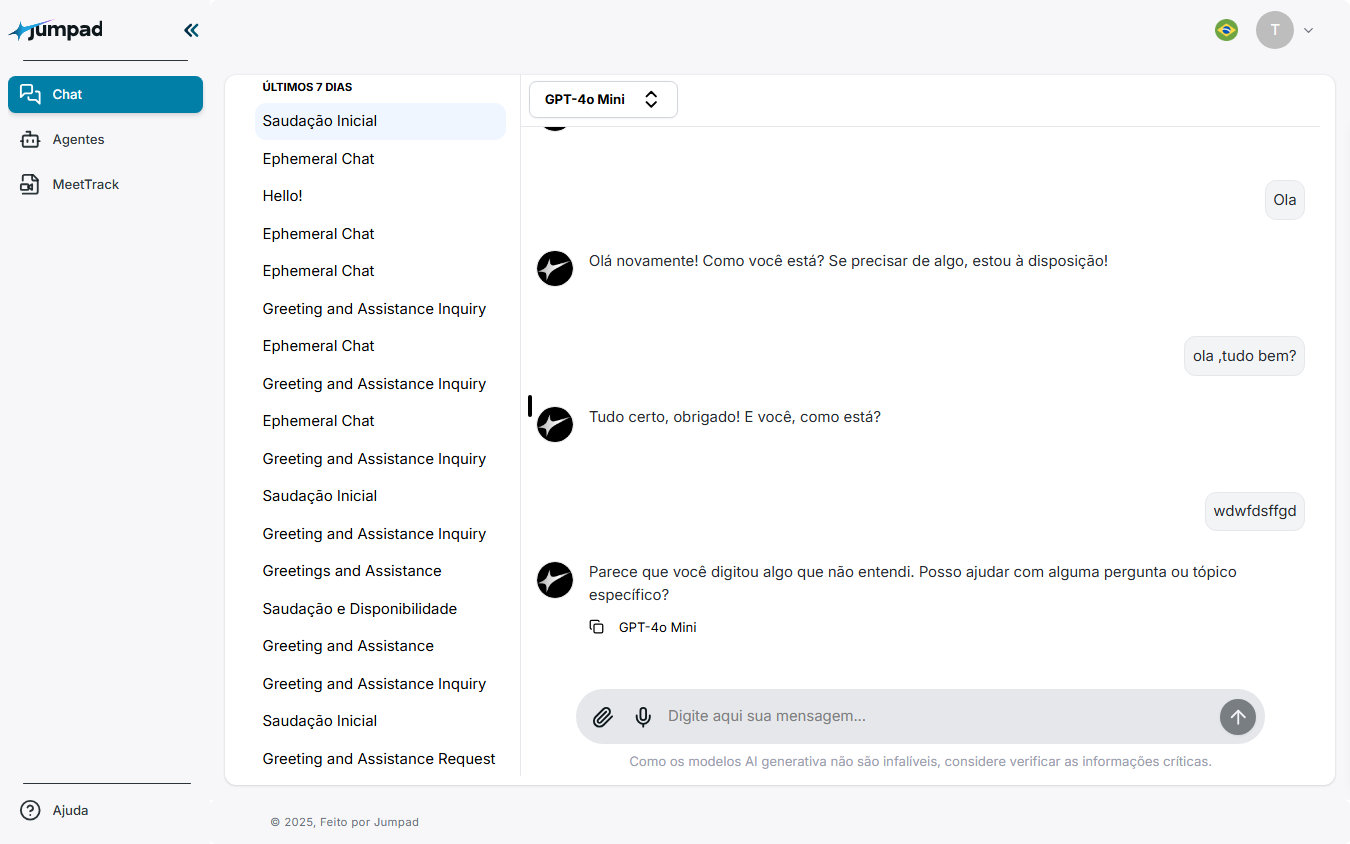 Jumpad
T
Chat
Agentes
MeetTrack
Ajuda
ÚLTIMOS 7 DIAS
Saudação Inicial
Ephemeral Chat
Hello!
Ephemeral Chat
Ephemeral Chat
Greeting and Assistance Inquiry
Ephemeral Chat
Greeting and Assistance Inquiry
Ephemeral Chat
Greeting and Assistance Inquiry
Saudação Inicial
Greeting and Assistance Inquiry
Greetings and Assistance
Saudação e Disponibilidade
Greeting and Assistance
Greeting and Assistance Inquiry
Saudação Inicial
Greeting and Assistance Request
GPT-4o Mini
Ola
Olá novamente! Como você está? Se precisar de algo, estou à disposição!
ola ,tudo bem?
Tudo certo, obrigado! E você, como está?
wdwfdsffgd
Parece que você digitou algo que não entendi. Posso ajudar com alguma pergunta ou tópico
específico?
GPT-4o Mini
Digite aqui sua mensagem...
Como os modelos AI generativa não são infalíveis, considere verificar as informações críticas.
© 2025, Feito por Jumpad